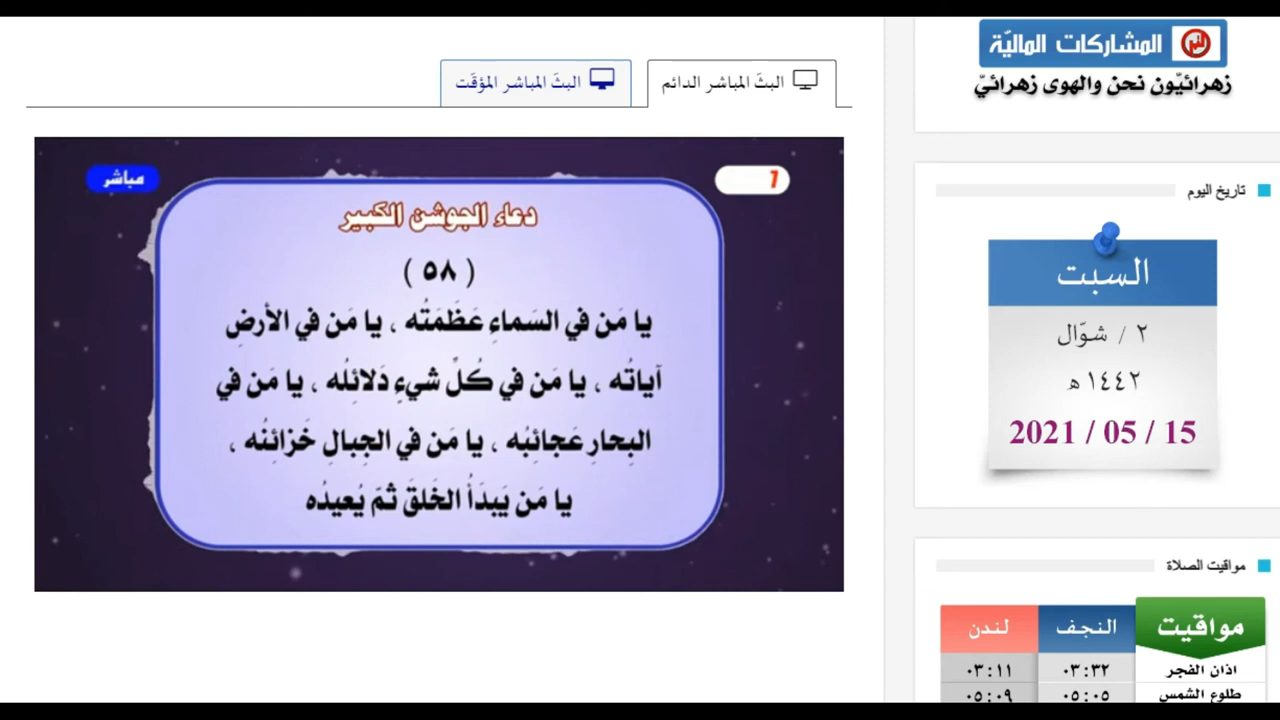 المشاركات الماليّة
زهرائيّون نحن والهوى زهرائيّ
البثّ المباشر الدائم
البثّ المباشر المؤقّت
مباشر
دعاء الجوشن الكبير
( ٥٨ )
يا مَن في السَماءِ عَظَمَتُه ، يا مَن في الأرضِ
آياتُه ، يا مَن في كُلِّ شيءٍ دَلائِلُه ، يا مَن في
البِحارِ عَجائِبُه ، يا مَن في الجِبالِ خَزائِنُه ،
يا مَن يَبدَأُ الخَلقَ ثمَ يُعيدُه
تاريخ اليوم
السبت
٢ / شوّال
١٤٤٢ هـ
2021 / 05 / 15
مواقيت الصلاة
مواقيت النجف لندن
اذان الفجر ٠٣:٣٢ ٠٣:١١
طلوع الشمس ٠٥:٠٥ ٠٥:٠٩